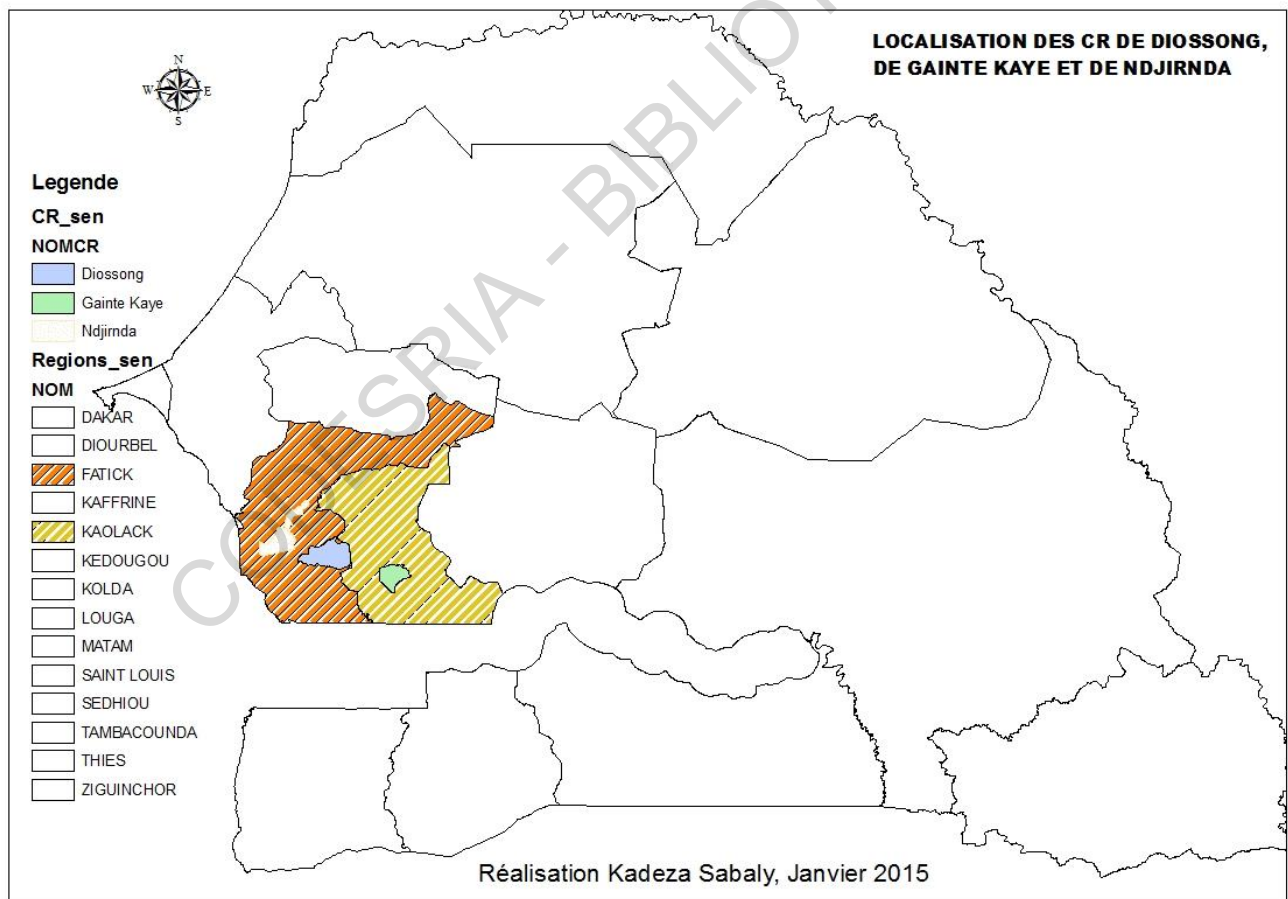 LOCALISATION DES CR DE DIOSSONG,
DE GAINTE KAYE ET DE NDJIRNDA
N
W E
S
Legende
CR_sen
NOMCR
Diossong
Gainte Kaye
Ndjirnda
Regions_sen
NOM
DAKAR
DIOURBEL
FATICK
KAFFRINE
KAOLACK
KEDOUGOU
KOLDA
LOUGA
MATAM
SAINT LOUIS
SEDHIOU
TAMBACOUNDA
THIES
ZIGUINCHOR
CODESRIA - BIBLIOT
Réalisation Kadeza Sabaly, Janvier 2015